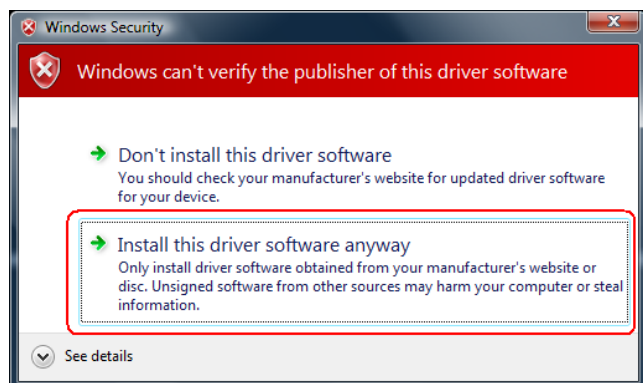 Windows Security
Windows can't verify the publisher of this driver software
Don't install this driver software
You should check your manufacturer's website for updated driver software
for your device.
Install this driver software anyway
Only install driver software obtained from your manufacturer's website or
disc. Unsigned software from other sources may harm your computer or steal
information.
See details